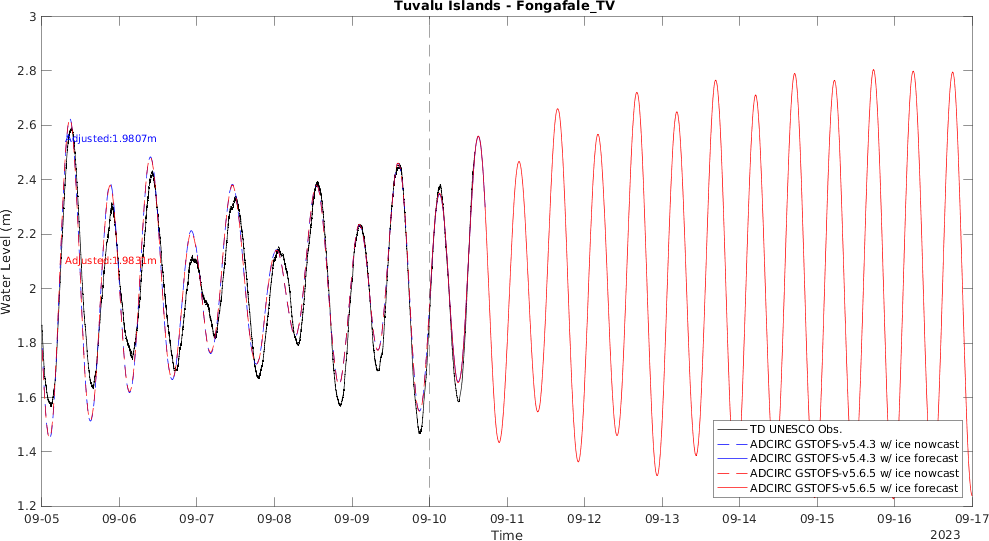 Tuvalu Islands - Fongafale_TV
3
2.8
2.6
2.4
2.2
2
1.8
1.6
1.4
1.2
Water Level (m)
Adjusted:1.9807m
Adjusted:1.9831m
TD UNESCO Obs.
ADCIRC GSTOFS-v5.4.3 w/ ice nowcast
ADCIRC GSTOFS-v5.4.3 w/ ice forecast
ADCIRC GSTOFS-v5.6.5 w/ ice nowcast
ADCIRC GSTOFS-v5.6.5 w/ ice forecast
09-05 09-06 09-07 09-08 09-09 09-10 09-11 09-12 09-13 09-14 09-15 09-16 09-17
Time
2023